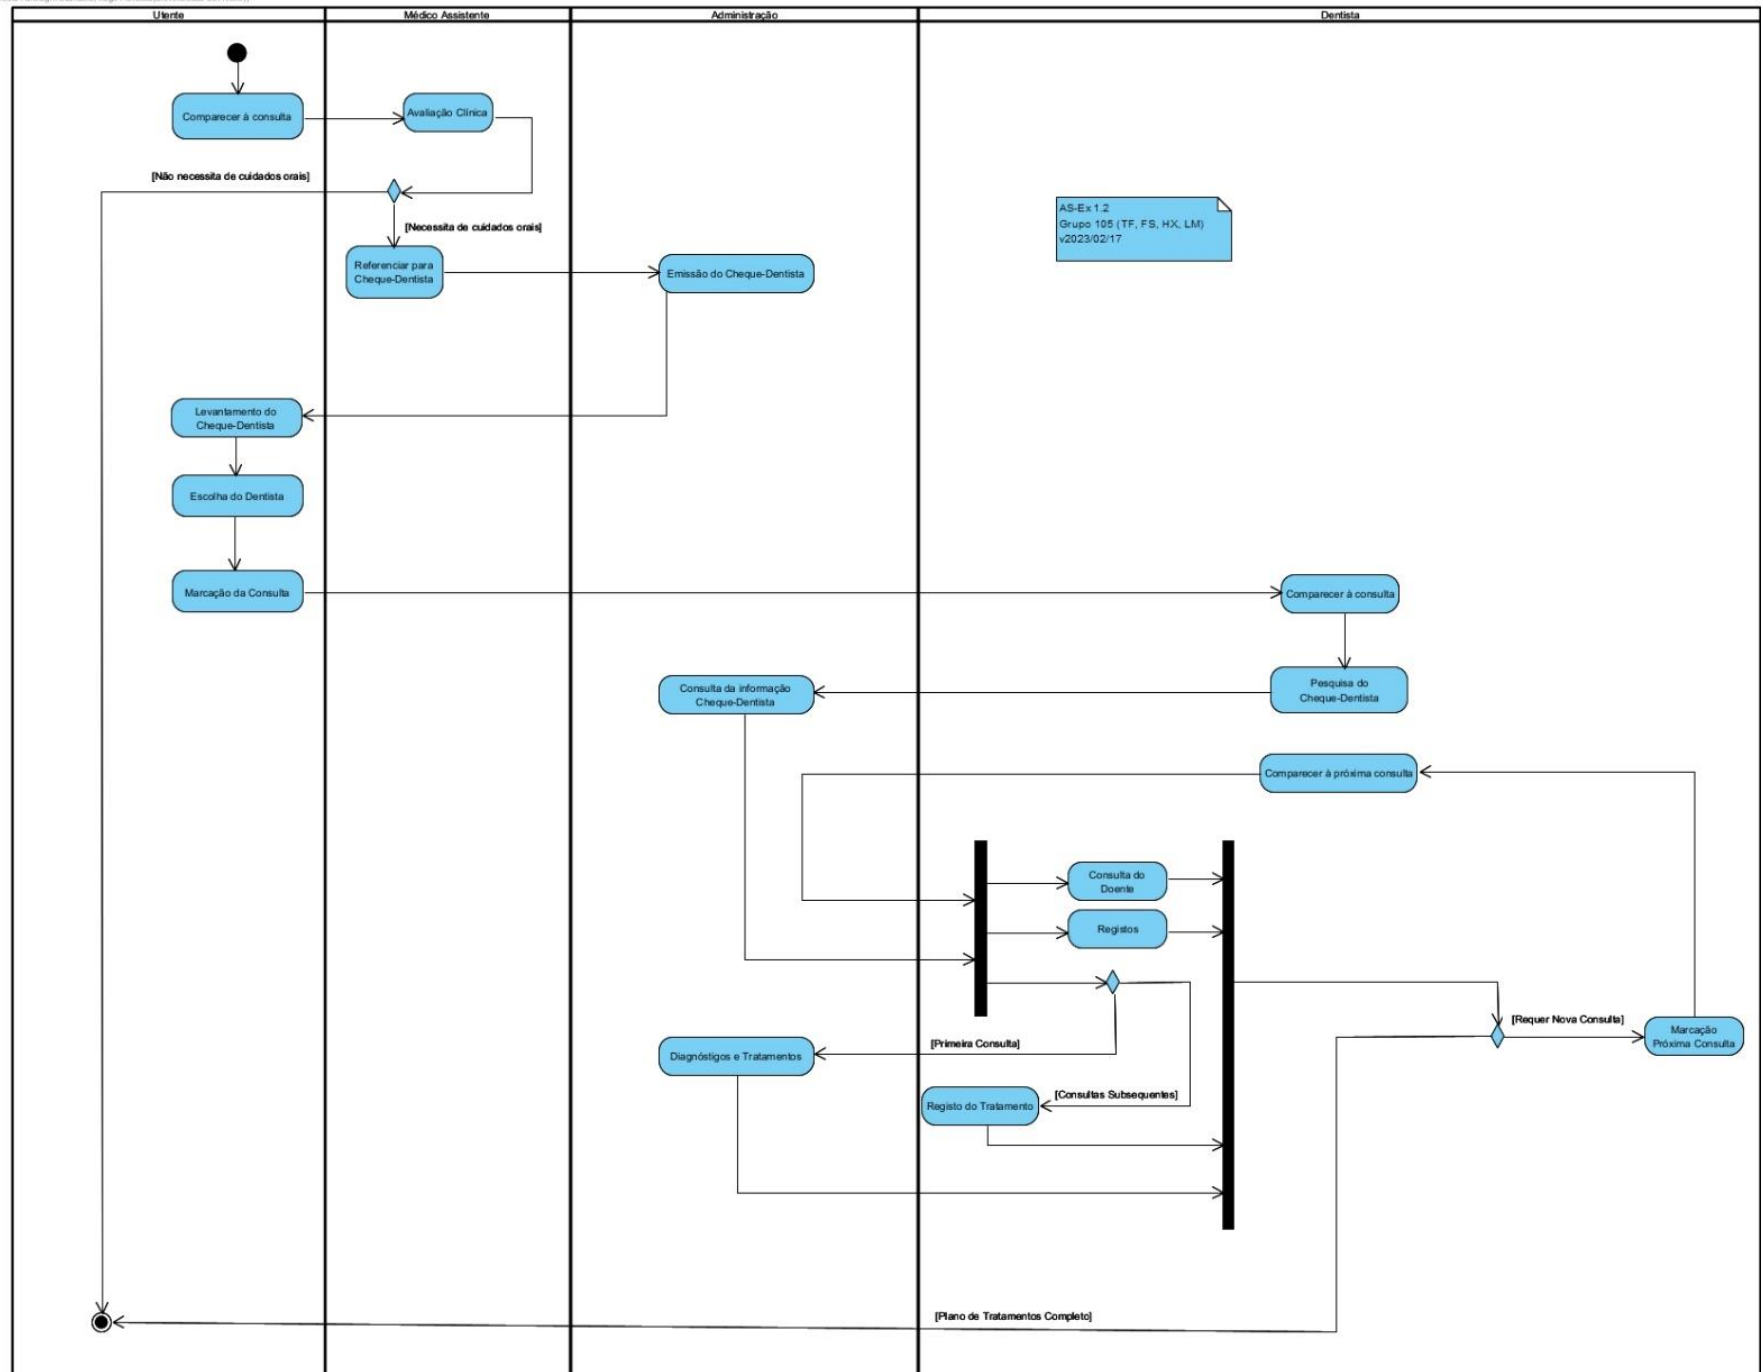 Utente
Médico Assistente
Administração
Dentista
Comparecer à consulta
Avaliação Clínica
[Não necessita de cuidados orais]
[Necessita de cuidados orais]
AS-Ex 1.2
Grupo 105 (TF, FS, HX, LM)
v2023/02/17
Referenciar para
Cheque-Dentista
Emissão do Cheque-Dentista
Levantamento do
Cheque-Dentista
Escolha do Dentista
Marcação da Consulta
Comparecer à consulta
Consulta da informação
Cheque-Dentista
Pesquisa do
Cheque-Dentista
Comparecer à próxima consulta
Consulta do
Doente
Registos
[Requer Nova Consulta]
Marcação
Próxima Consulta
[Primeira Consulta]
Diagnóstigos e Tratamentos
[Consultas Subsequentes]
Registo do Tratamento
[Plano de Tratamentos Completo]